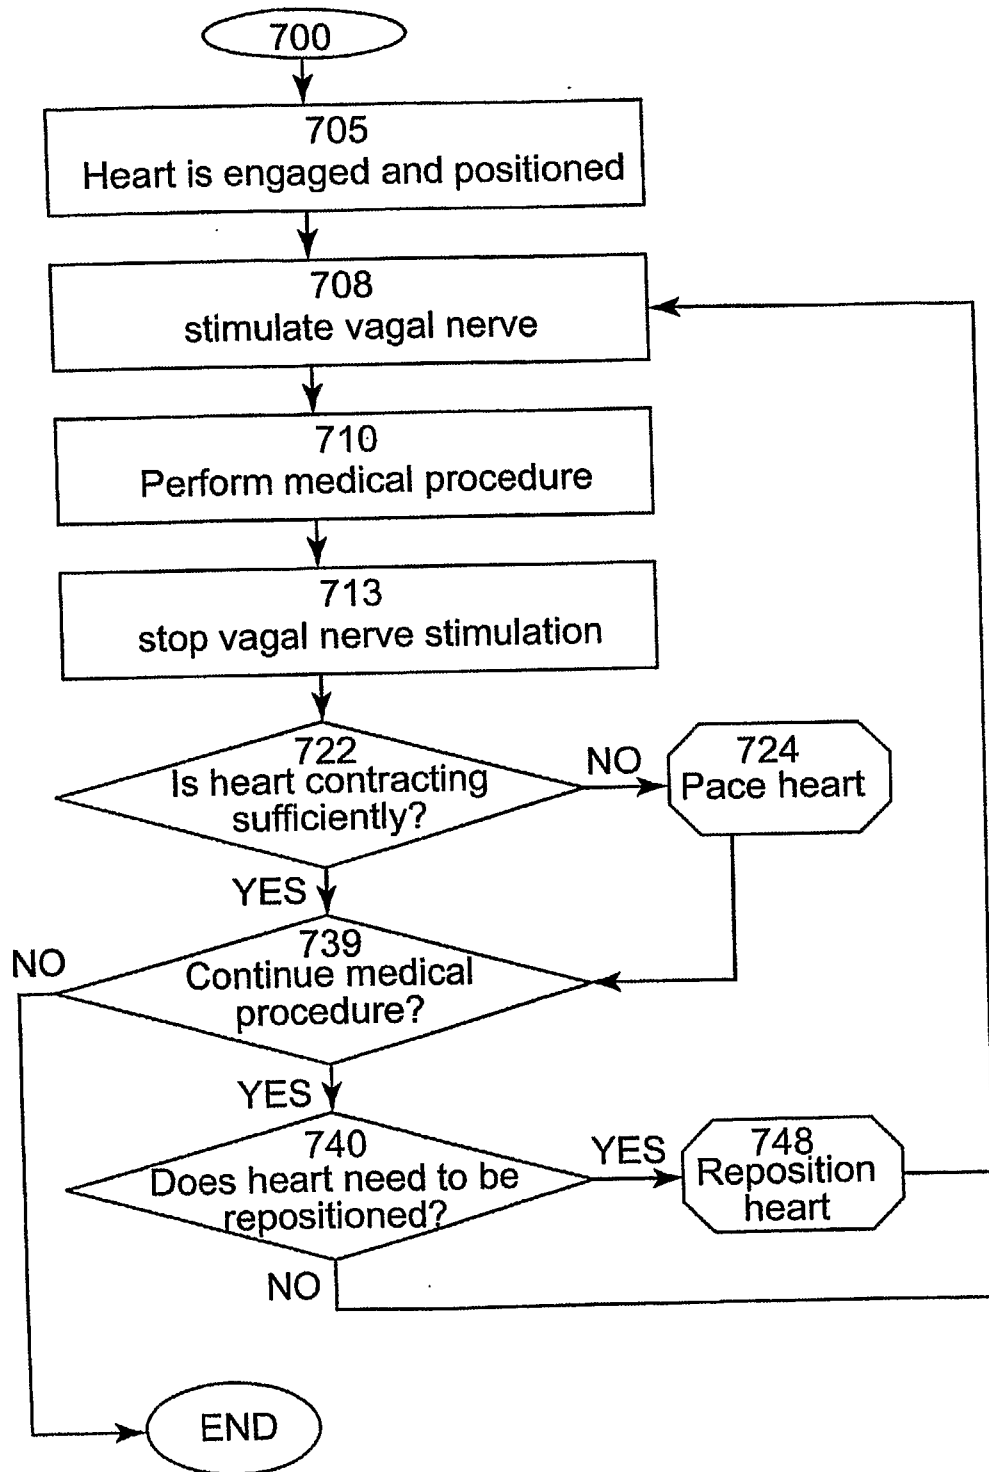 700
705
Heart is engaged and positioned
708
stimulate vagal nerve
710
Perform medical procedure
713
stop vagal nerve stimulation
722
Is heart contracting
sufficiently?
NO
724
Pace heart
YES
739
Continue medical
procedure?
NO
YES
740
Does heart need to be
repositioned?
YES
748
Reposition
heart
NO
END